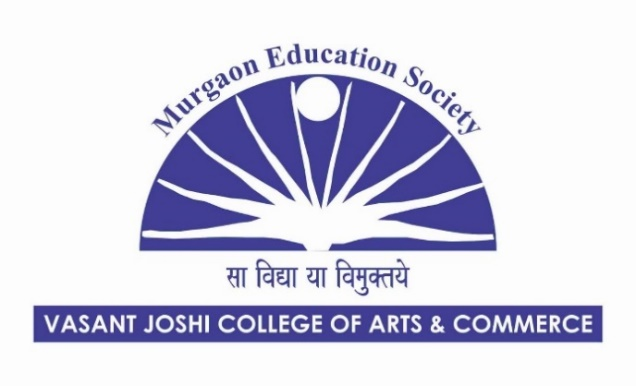 Murgaon Education Society
सा विद्या या विमुक्तये
VASANT JOSHI COLLEGE OF ARTS & COMMERCE